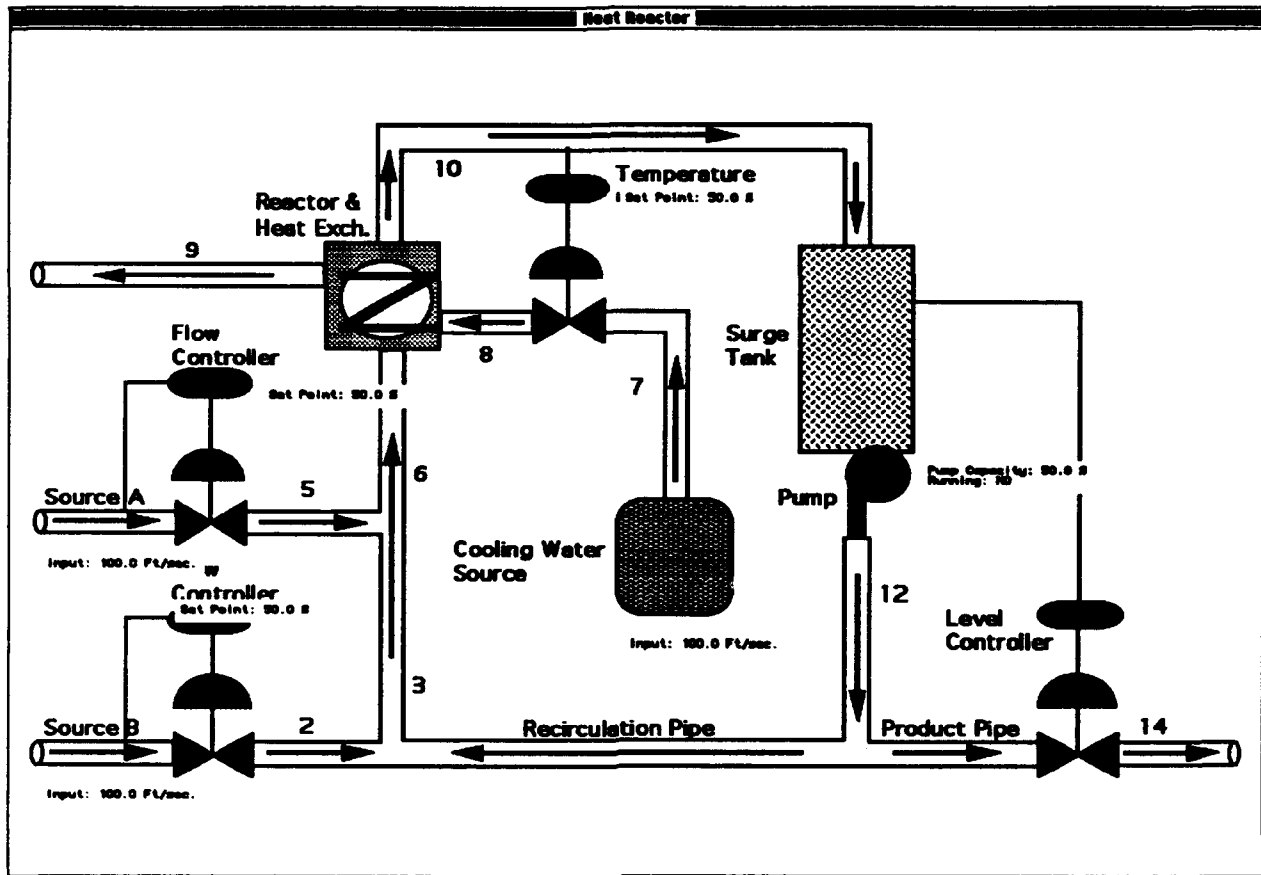 Heat Reactor
10
Temperature
Set Point: 50.0 %
Reactor &
Heat Exch.
9
Flow
Controller
Set Point: 50.0 %
8
7
Surge
Tank
6
5
Source A
Input: 100.0 Ft/sec.
Pump
Pump Capacity: 50.0 %
Running:
Cooling Water
Source
Input: 100.0 Ft/sec.
W
Controller
Set Point: 50.0 %
12
Level
Controller
3
Source B
2
Recirculation Pipe
Product Pipe
14
Input: 100.0 Ft/sec.